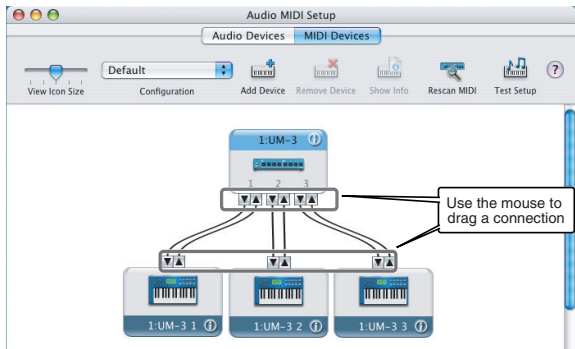 Audio MIDI Setup
Audio Devices MIDI Devices
Default
View Icon Size Configuration Add Device Remove Device Show Info Rescan MIDI Test Setup ?
1:UM-3 i
1 2 3
Use the mouse to
drag a connection
1:UM-3 1 i 1:UM-3 2 i 1:UM-3 3 i